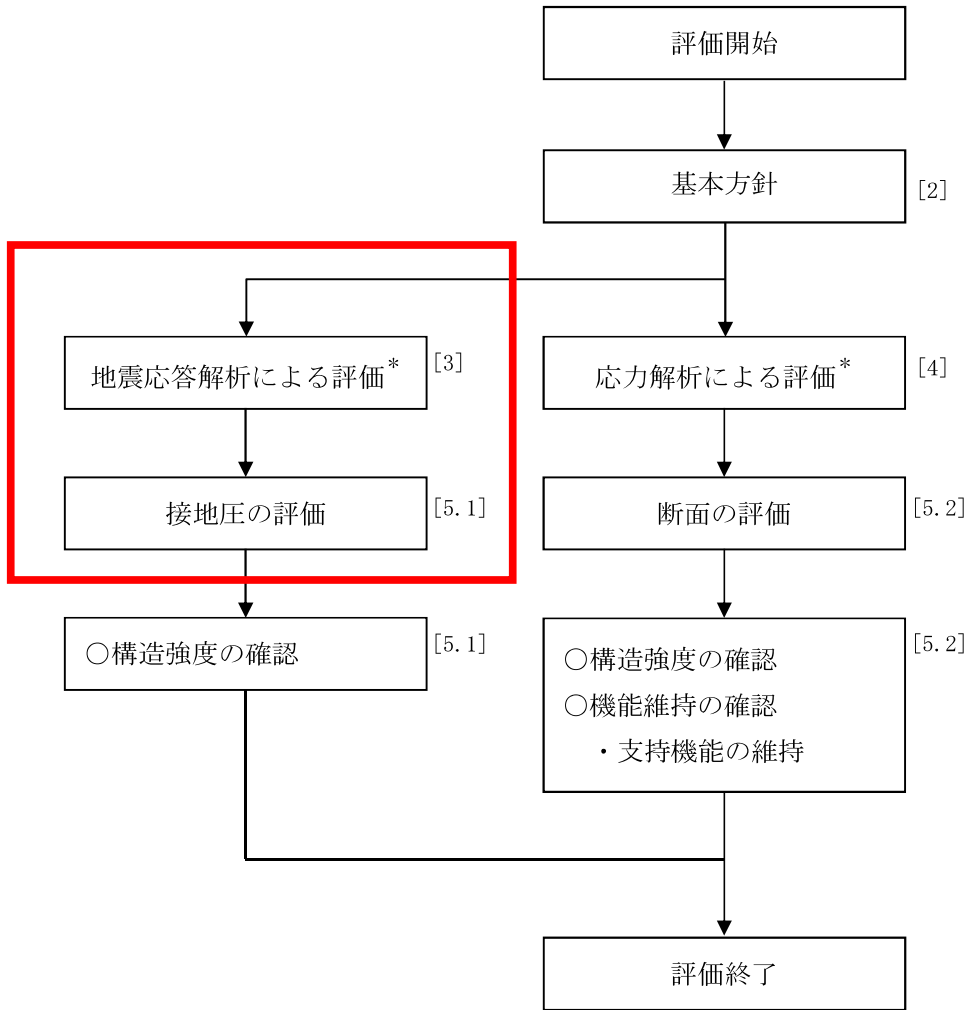 評価開始
基本方針
[2]
地震応答解析による評価*
[3]
応力解析による評価*
[4]
接地圧の評価
[5.1]
断面の評価
[5.2]
○構造強度の確認
[5.1]
○構造強度の確認
○機能維持の確認
・支持機能の維持
[5.2]
評価終了